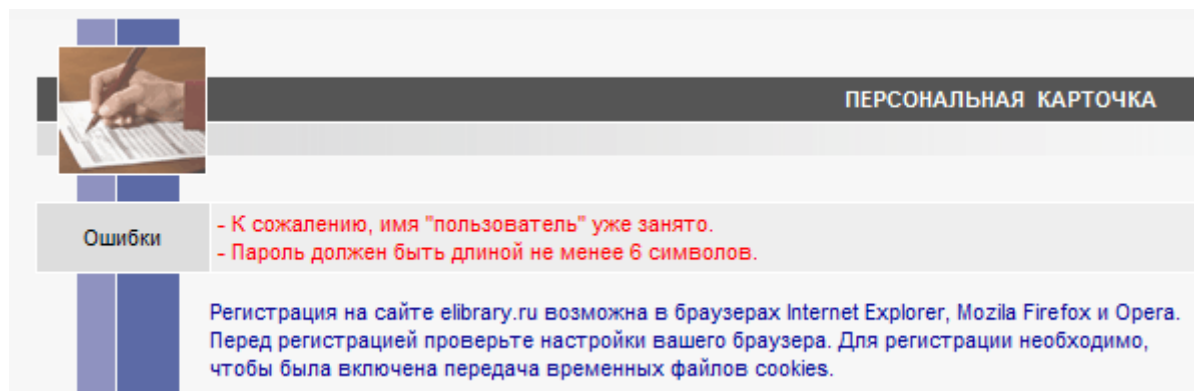 ПЕРСОНАЛЬНАЯ КАРТОЧКА
Ошибки
- К сожалению, имя "пользователь" уже занято.
- Пароль должен быть длиной не менее 6 символов.
Регистрация на сайте elibrary.ru возможна в браузерах Internet Explorer, Mozila Firefox и Opera.
Перед регистрацией проверьте настройки вашего браузера. Для регистрации необходимо,
чтобы была включена передача временных файлов cookies.